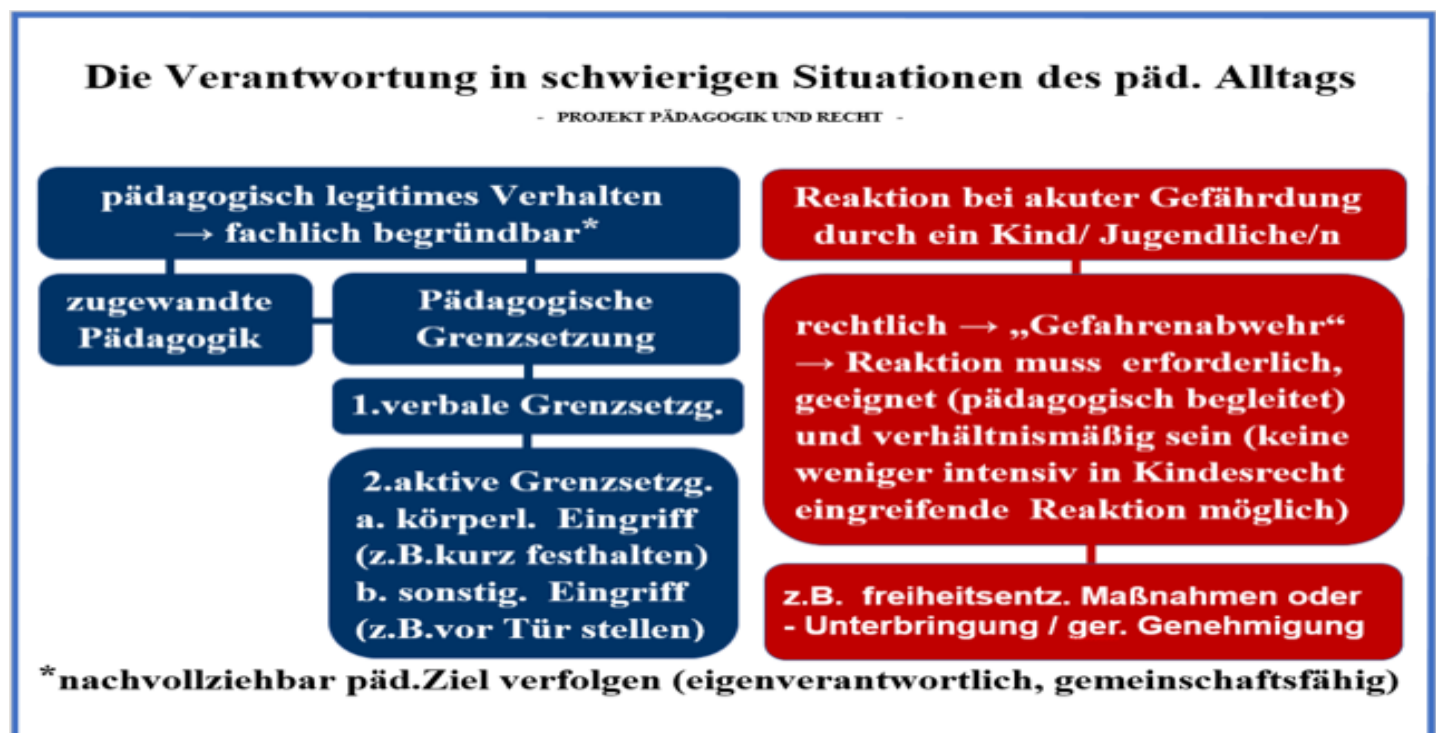 Die Verantwortung in schwierigen Situationen des päd. Alltags
- PROJEKT PÄDAGOGIK UND RECHT -
pädagogisch legitimes Verhalten
→ fachlich begründbar*
zugewandte
Pädagogik
Pädagogische
Grenzsetzung
1.verbale Grenzsetzg.
2.aktive Grenzsetzg.
a. körperl. Eingriff
(z.B.kurz festhalten)
b. sonstig. Eingriff
(z.B.vor Tür stellen)
Reaktion bei akuter Gefährdung
durch ein Kind/ Jugendliche/n
rechtlich → „Gefahrenabwehr“
→ Reaktion muss erforderlich,
geeignet (pädagogisch begleitet)
und verhältnismäßig sein (keine
weniger intensiv in Kindesrecht
eingreifende Reaktion möglich)
z.B. freiheitsentz. Maßnahmen oder
- Unterbringung / ger. Genehmigung
*nachvollziehbar päd.Ziel verfolgen (eigenverantwortlich, gemeinschaftsfähig)